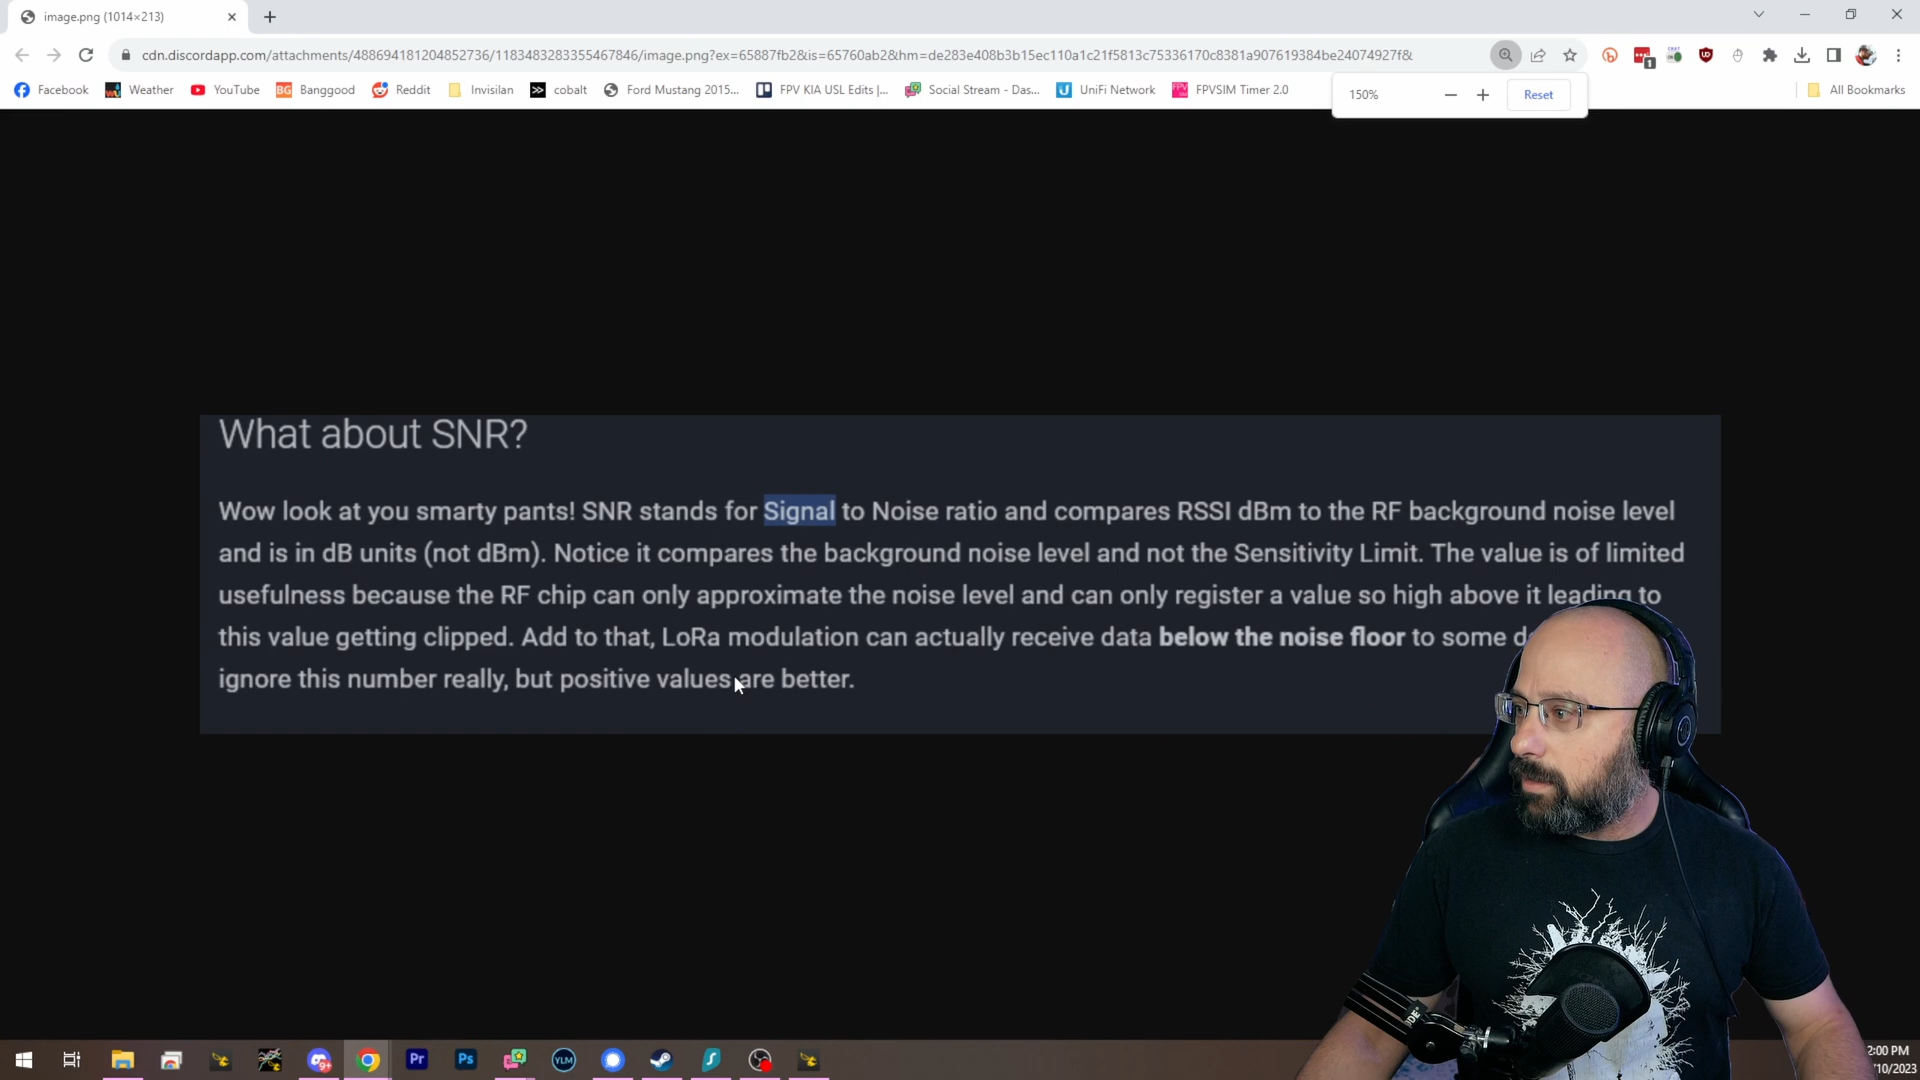 image.png (1014×213)
cdn.discordapp.com/attachments/488694181204852736/1183483283355467846/image.png?ex=65887fb2&is=65760ab2&hm=de283e408b3b15ec110a1c21f5813c75336170c8381a907619384be24074927f&
Facebook Weather YouTube BG Banggood Reddit Invisilan cobalt Ford Mustang 2015... FPV KIA USL Edits |... Social Stream - Das... UniFi Network FPVSIM Timer 2.0 All Bookmarks
150% Reset
What about SNR?
Wow look at you smarty pants! SNR stands for Signal to Noise ratio and compares RSSI dBm to the RF background noise level
and is in dB units (not dBm). Notice it compares the background noise level and not the Sensitivity Limit. The value is of limited
usefulness because the RF chip can only approximate the noise level and can only register a value so high above it leading to
this value getting clipped. Add to that, LoRa modulation can actually receive data below the noise floor to some
ignore this number really, but positive values are better.
Pr Ps YLM 9+
2:00 PM
/10/2023